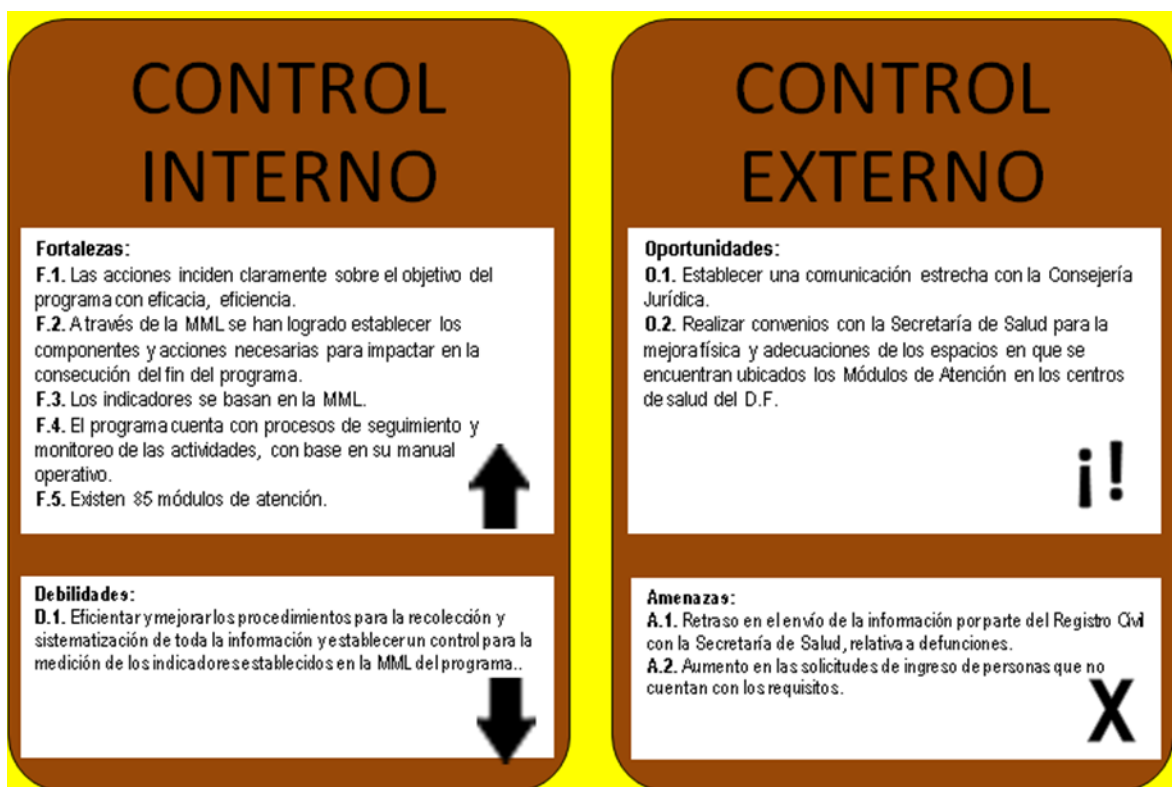 CONTROL
INTERNO
Fortalezas:
F.1. Las acciones inciden claramente sobre el objetivo del
programa con eficacia, eficiencia.
F.2. A través de la MML se han logrado establecer los
componentes y acciones necesarias para impactar en la
consecución del fin del programa.
F.3. Los indicadores se basan en la MML.
F.4. El programa cuenta con procesos de seguimiento y
monitoreo de las actividades, con base en su manual
operativo.
F.5. Existen 85 módulos de atención.
Debilidades:
D.1. Eficientar y mejorar los procedimientos para la recolección y
sistematización de toda la información y establecer un control para la
medición de los indicadores establecidos en la MML del programa..
CONTROL
EXTERNO
Oportunidades:
O.1. Establecer una comunicación estrecha con la Consejería
Jurídica.
O.2. Realizar convenios con la Secretaría de Salud para la
mejora física y adecuaciones de los espacios en que se
encuentran ubicados los Módulos de Atención en los centros
de salud del D.F.
¡!
Amenazas:
A.1. Retraso en el envío de la información por parte del Registro Civil
con la Secretaría de Salud, relativa a defunciones.
A.2. Aumento en las solicitudes de ingreso de personas que no
cuentan con los requisitos.
X